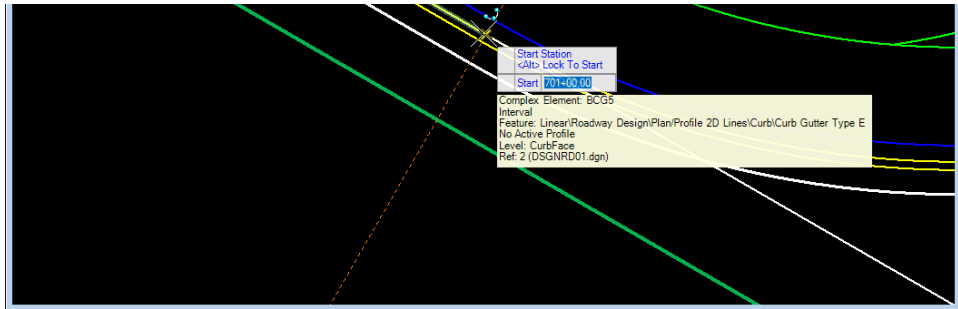 Start Station
<Alt> Lock To Start
Start 701+00.00
Complex Element: BCG5
Interval
Feature: Linear\Roadway Design\Plan/Profile 2D Lines\Curb\Curb Gutter Type E
No Active Profile
Level: CurbFace
Ref: 2 (DSGNRD01.dgn)